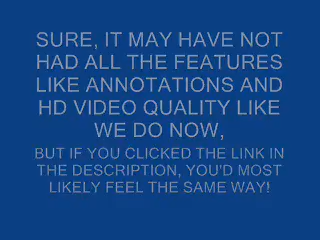 SURE, IT MAY HAVE NOT
HAD ALL THE FEATURES
LIKE ANNOTATIONS AND
HD VIDEO QUALITY LIKE
WE DO NOW,
BUT IF YOU CLICKED THE LINK IN
THE DESCRIPTION, YOU'D MOST
LIKELY FEEL THE SAME WAY!